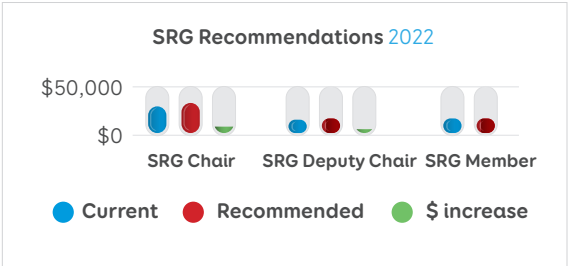 SRG Recommendations 2022
$50,000
$0
SRG Chair SRG Deputy Chair SRG Member
Current Recommended $ increase